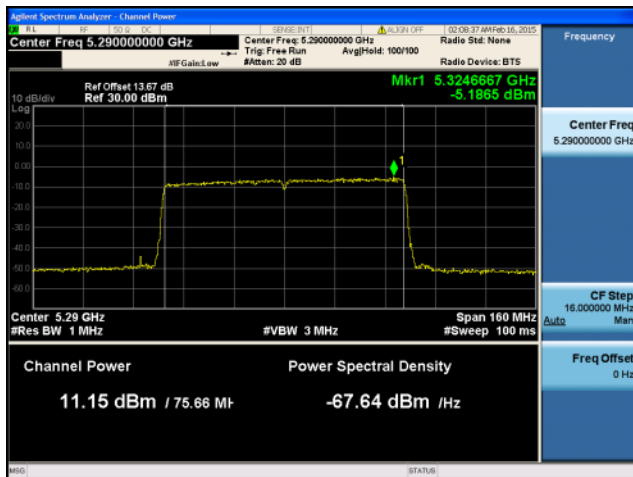 Agilent Spectrum Analyzer - Channel Power
RL RF 50 Ω DC SENSE:INT ALIGN OFF 02:08:37 AM Feb 16, 2015
Center Freq 5.290000000 GHz
Center Freq: 5.290000000 GHz Radio Std: None
Trig: Free Run Avg|Hold: 100/100
#IFGain:Low #Atten: 20 dB Radio Device: BTS
Frequency
Mkr1 5.3246667 GHz
-5.1865 dBm
Ref Offset 13.67 dB
10 dB/div Ref 30.00 dBm
Log
20.0
10.0
0.00
-10.0
-20.0
-30.0
-40.0
-50.0
-60.0
1
Center 5.29 GHz Span 160 MHz
#Res BW 1 MHz #VBW 3 MHz #Sweep 100 ms
Channel Power Power Spectral Density
11.15 dBm / 75.66 MH -67.64 dBm /Hz
Center Freq
5.290000000 GHz
CF Step
16.000000 MHz
Auto Man
Freq Offset
0 Hz
MSG STATUS